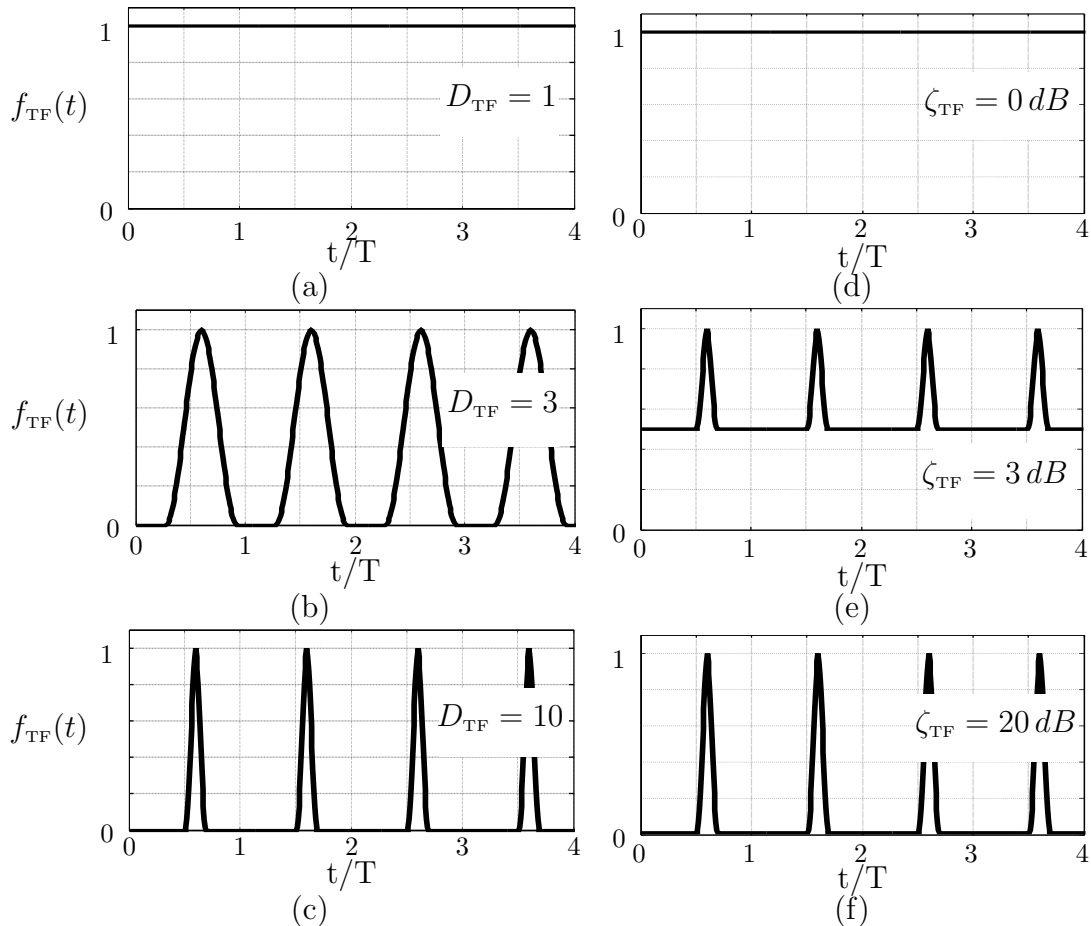 1
f_TF(t)
D_TF = 1
0
1 2 3 4
t/T
(a)
1
ζ_TF = 0 dB
0
0 1 2 3 4
t/T
(d)
1
f_TF(t)
D_TF = 3
0
0 1 2 3 4
t/T
(b)
1
ζ_TF = 3 dB
0
0 1 2 3 4
t/T
(e)
1
f_TF(t)
D_TF = 10
0
0 1 2 3 4
t/T
(c)
1
ζ_TF = 20 dB
0
0 1 2 3 4
t/T
(f)